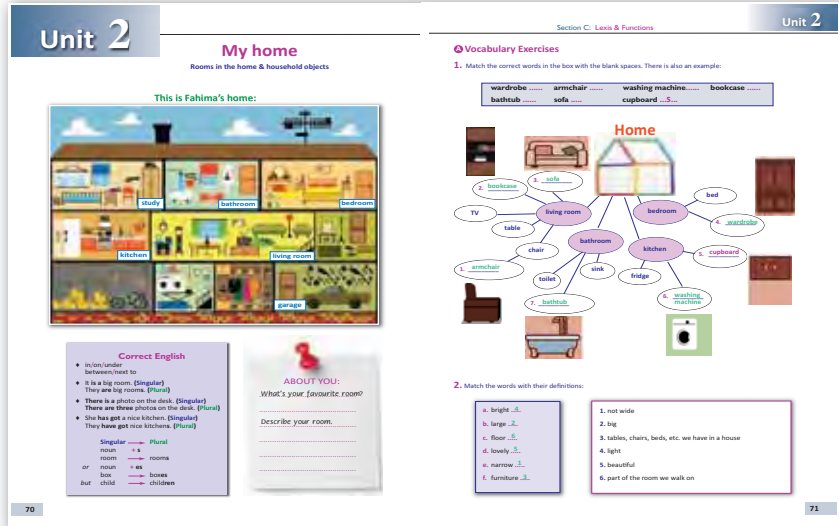 Unit 2
My home
Rooms in the home & household objects
This is Fahima's home:
study
bathroom
bedroom
kitchen
living room
garage
Correct English
♦ in/on/under
between/next to
♦ It is a big room. (Singular)
They are big rooms. (Plural)
♦ There is a photo on the desk. (Singular)
There are three photos on the desk. (Plural)
♦ She has got a nice kitchen. (Singular)
They have got nice kitchens. (Plural)
Singular → Plural
noun + s
room → rooms
or noun + es
box → boxes
but child → children
ABOUT YOU:
What's your favourite room?
Describe your room.
70
Section C: Lexis & Functions
Unit 2
A Vocabulary Exercises
1. Match the correct words in the box with the blank spaces. There is also an example:
wardrobe ...... armchair ...... washing machine...... bookcase ......
bathtub ...... sofa ..... cupboard ...5...
Home
3. sofa
2. bookcase
bed
TV
living room
bedroom
4. wardrobe
table
chair
bathroom
kitchen
5. cupboard
1. armchair
toilet
sink
fridge
7. bathtub
6. washing
machine
2. Match the words with their definitions:
a. bright ..4..
b. large ..2..
c. floor ..6..
d. lovely ..5..
e. narrow ..1..
f. furniture ..3..
1. not wide
2. big
3. tables, chairs, beds, etc. we have in a house
4. light
5. beautiful
6. part of the room we walk on
71